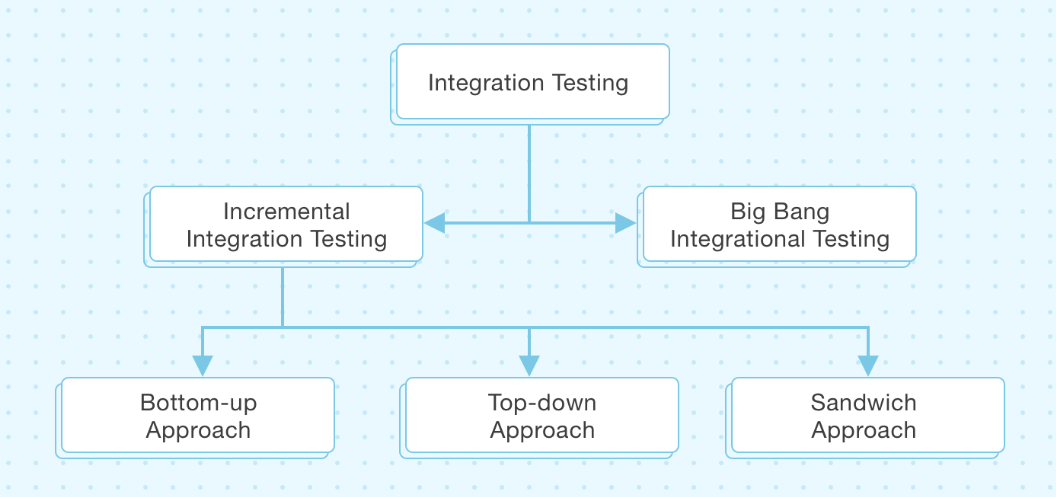 Integration Testing
Incremental
Integration Testing
Big Bang
Integrational Testing
Bottom-up
Approach
Top-down
Approach
Sandwich
Approach